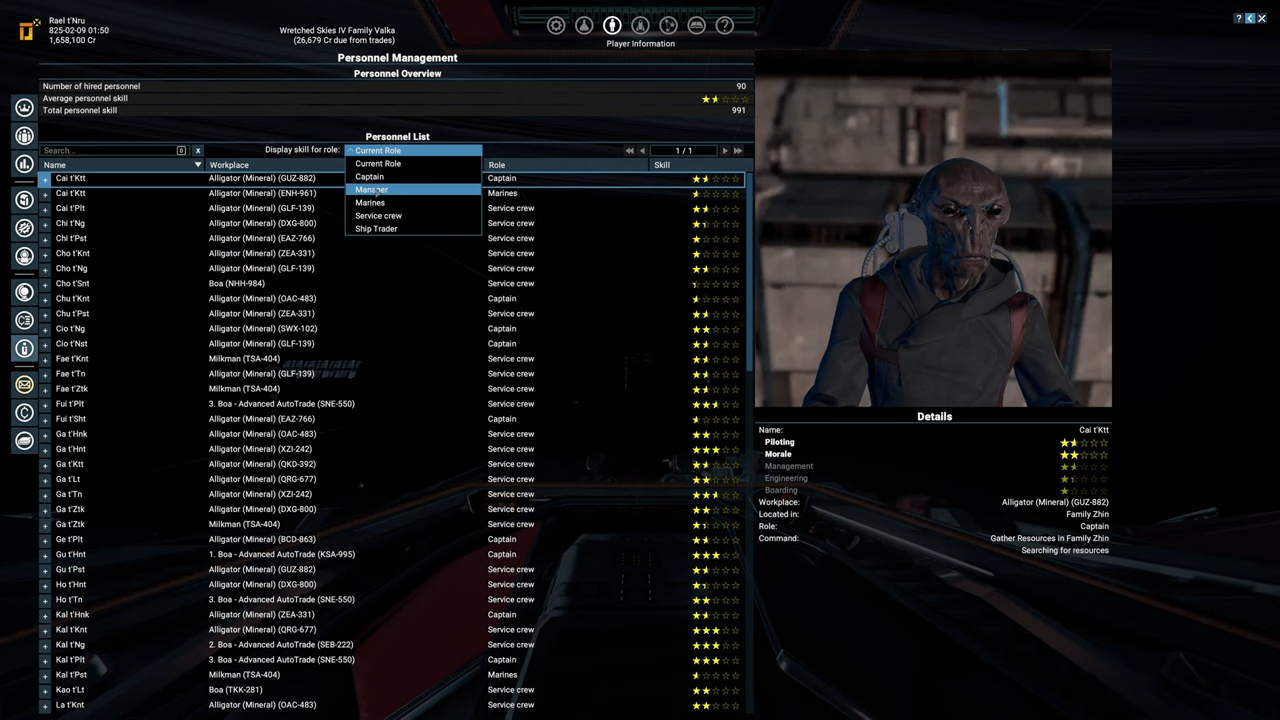 Rael t'Nru
825-02-09 01:50
1,658,100 Cr
Wretched Skies IV Family Valka
(26,679 Cr due from trades)
?
Player Information
?
Personnel Management
Personnel Overview
Number of hired personnel 90
Average personnel skill
Total personnel skill 991
Personnel List
Search... 0 x Display skill for role: Current Role 1 / 1
Name Workplace Role Skill
Current Role
Captain
Manager
Marines
Service crew
Ship Trader
+ Cai t'Ktt Alligator (Mineral) (GUZ-882) Captain
+ Cai t'Ktt Alligator (Mineral) (ENH-961) Marines
+ Cai t'Plt Alligator (Mineral) (GLF-139) Service crew
+ Chi t'Ng Alligator (Mineral) (DXG-800) Service crew
+ Chi t'Pst Alligator (Mineral) (EAZ-766) Service crew
+ Cho t'Knt Alligator (Mineral) (ZEA-331) Service crew
+ Cho t'Ng Alligator (Mineral) (GLF-139) Service crew
+ Cho t'Snt Boa (NHH-984) Service crew
+ Chu t'Knt Alligator (Mineral) (OAC-483) Captain
+ Chu t'Pst Alligator (Mineral) (ZEA-331) Service crew
+ Cio t'Ng Alligator (Mineral) (SWX-102) Captain
+ Cio t'Nst Alligator (Mineral) (GLF-139) Service crew
+ Fae t'Knt Milkman (TSA-404) Service crew
+ Fae t'Tn Alligator (Mineral) (GLF-139) Service crew
+ Fae t'Ztk Milkman (TSA-404) Service crew
+ Fui t'Plt 3. Boa - Advanced AutoTrade (SNE-550) Service crew
+ Fui t'Sht Alligator (Mineral) (EAZ-766) Captain
+ Ga t'Hnk Alligator (Mineral) (OAC-483) Service crew
+ Ga t'Hnt Alligator (Mineral) (XZI-242) Service crew
+ Ga t'Ktt Alligator (Mineral) (QKD-392) Service crew
+ Ga t'Lt Alligator (Mineral) (QRG-677) Service crew
+ Ga t'Tn Alligator (Mineral) (XZI-242) Service crew
+ Ga t'Ztk Alligator (Mineral) (DXG-800) Service crew
+ Ga t'Ztk Milkman (TSA-404) Service crew
+ Ge t'Plt Alligator (Mineral) (BCD-863) Captain
+ Gu t'Hnt 1. Boa - Advanced AutoTrade (KSA-995) Captain
+ Gu t'Pst Alligator (Mineral) (GUZ-882) Service crew
+ Ho t'Hnt Alligator (Mineral) (DXG-800) Service crew
+ Ho t'Tn 3. Boa - Advanced AutoTrade (SNE-550) Service crew
+ Kal t'Hnk Alligator (Mineral) (ZEA-331) Captain
+ Kal t'Knt Alligator (Mineral) (QRG-677) Service crew
+ Kal t'Ng 2. Boa - Advanced AutoTrade (SEB-222) Service crew
+ Kal t'Plt 3. Boa - Advanced AutoTrade (SNE-550) Captain
+ Kal t'Pst Milkman (TSA-404) Marines
+ Kao t'Lt Boa (TKK-281) Service crew
+ La t'Knt Alligator (Mineral) (OAC-483) Service crew
Details
Name: Cai t'Ktt
Piloting
Morale
Management
Engineering
Boarding
Workplace: Alligator (Mineral) (GUZ-882)
Located in: Family Zhin
Role: Captain
Command: Gather Resources in Family Zhin
Searching for resources